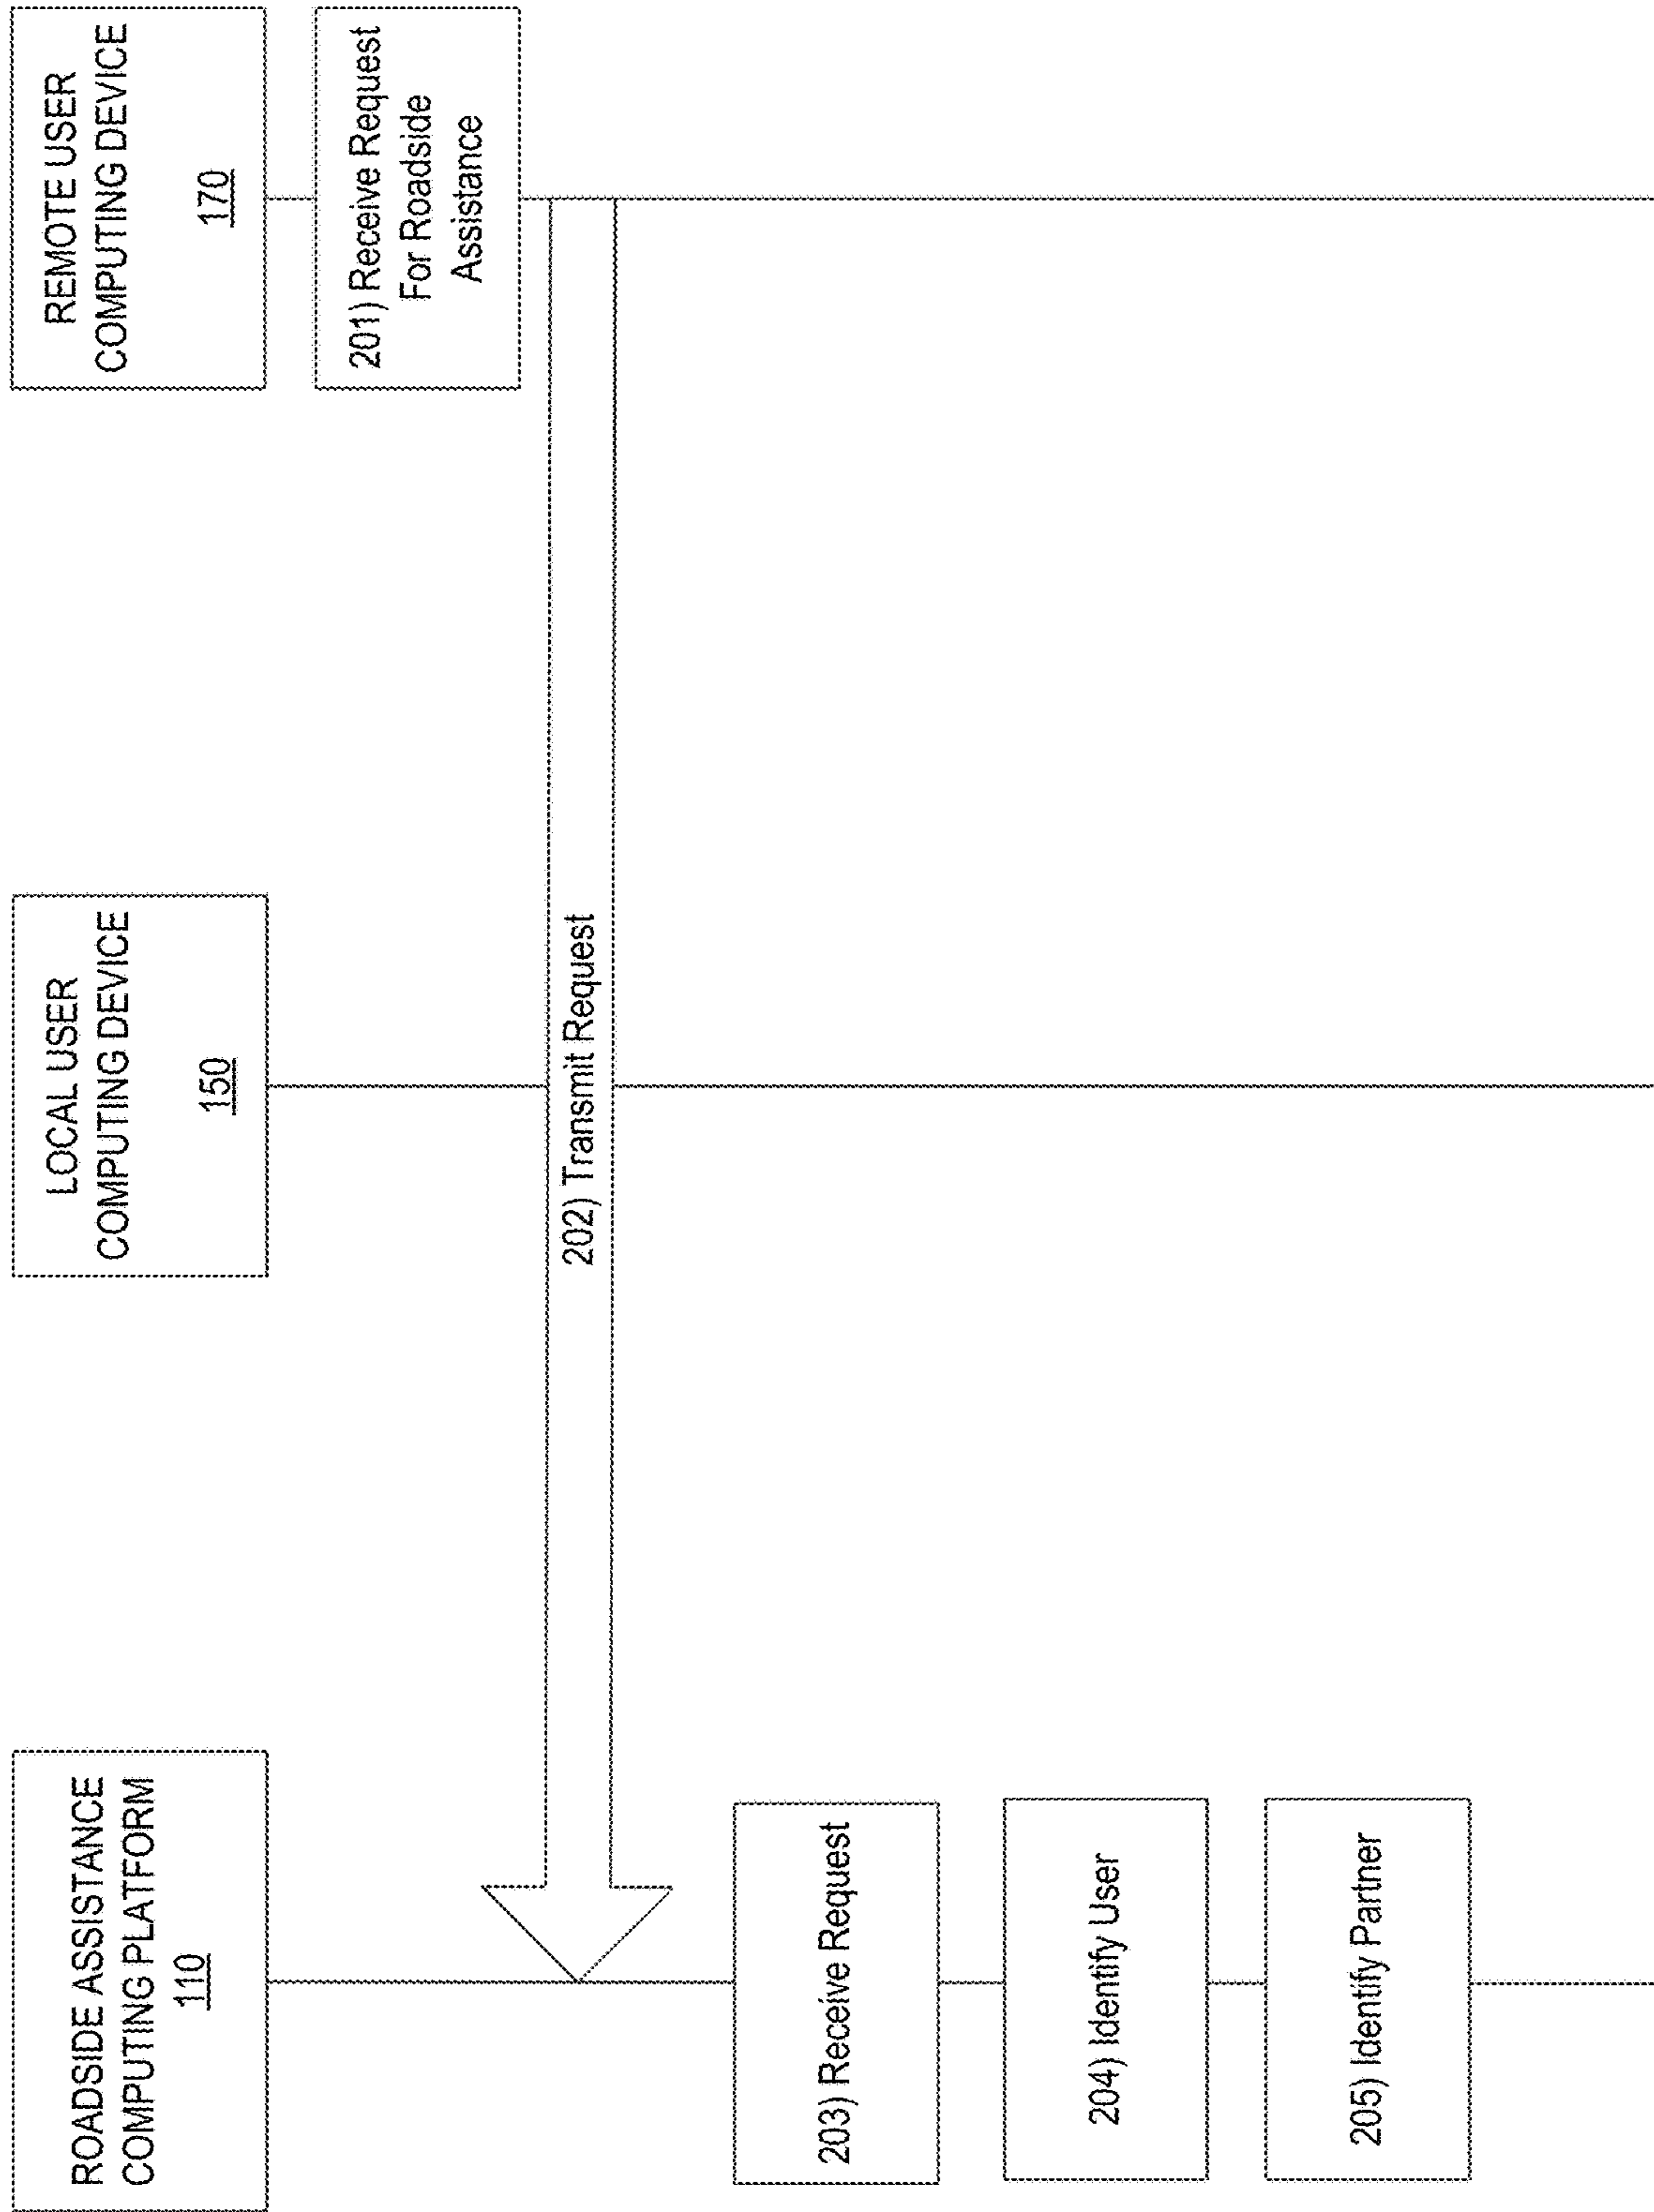 ROADSIDE ASSISTANCE
COMPUTING PLATFORM
110
LOCAL USER
COMPUTING DEVICE
150
REMOTE USER
COMPUTING DEVICE
170
201) Receive Request
For Roadside
Assistance
202) Transmit Request
203) Receive Request
204) Identify User
205) Identify Partner